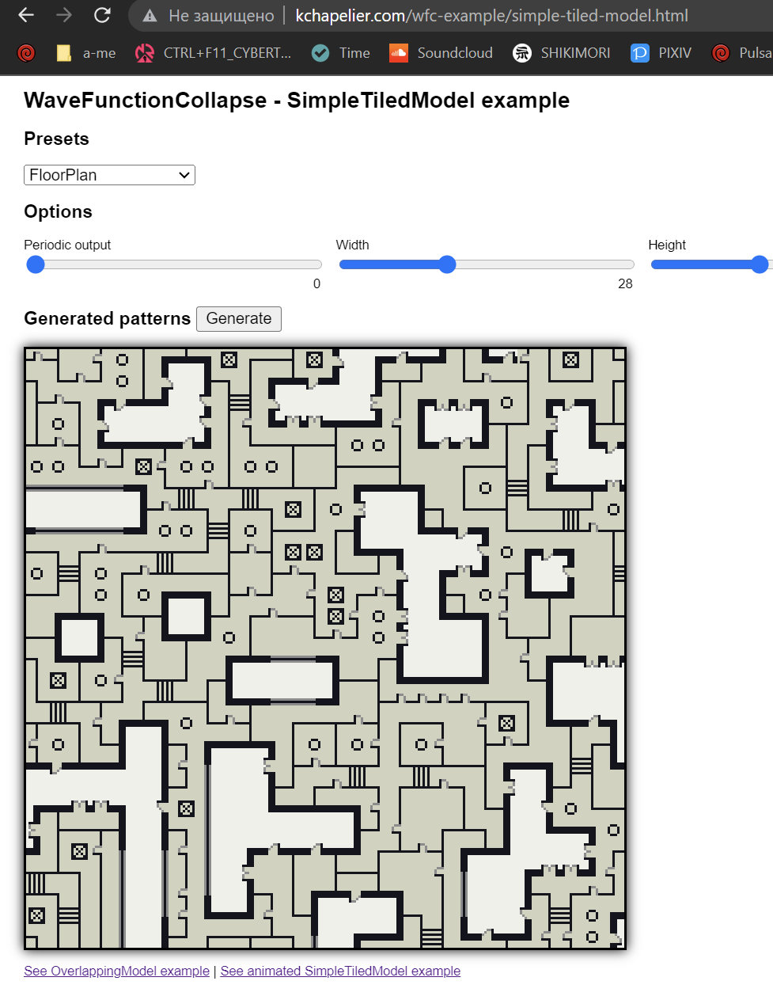 Не защищено kchapelier.com/wfc-example/simple-tiled-model.html
a-me CTRL+F11_CYBERT... Time Soundcloud SHIKIMORI PIXIV Pulsa
WaveFunctionCollapse - SimpleTiledModel example
Presets
FloorPlan
Options
Periodic output Width Height
0 28
Generated patterns Generate
See OverlappingModel example | See animated SimpleTiledModel example